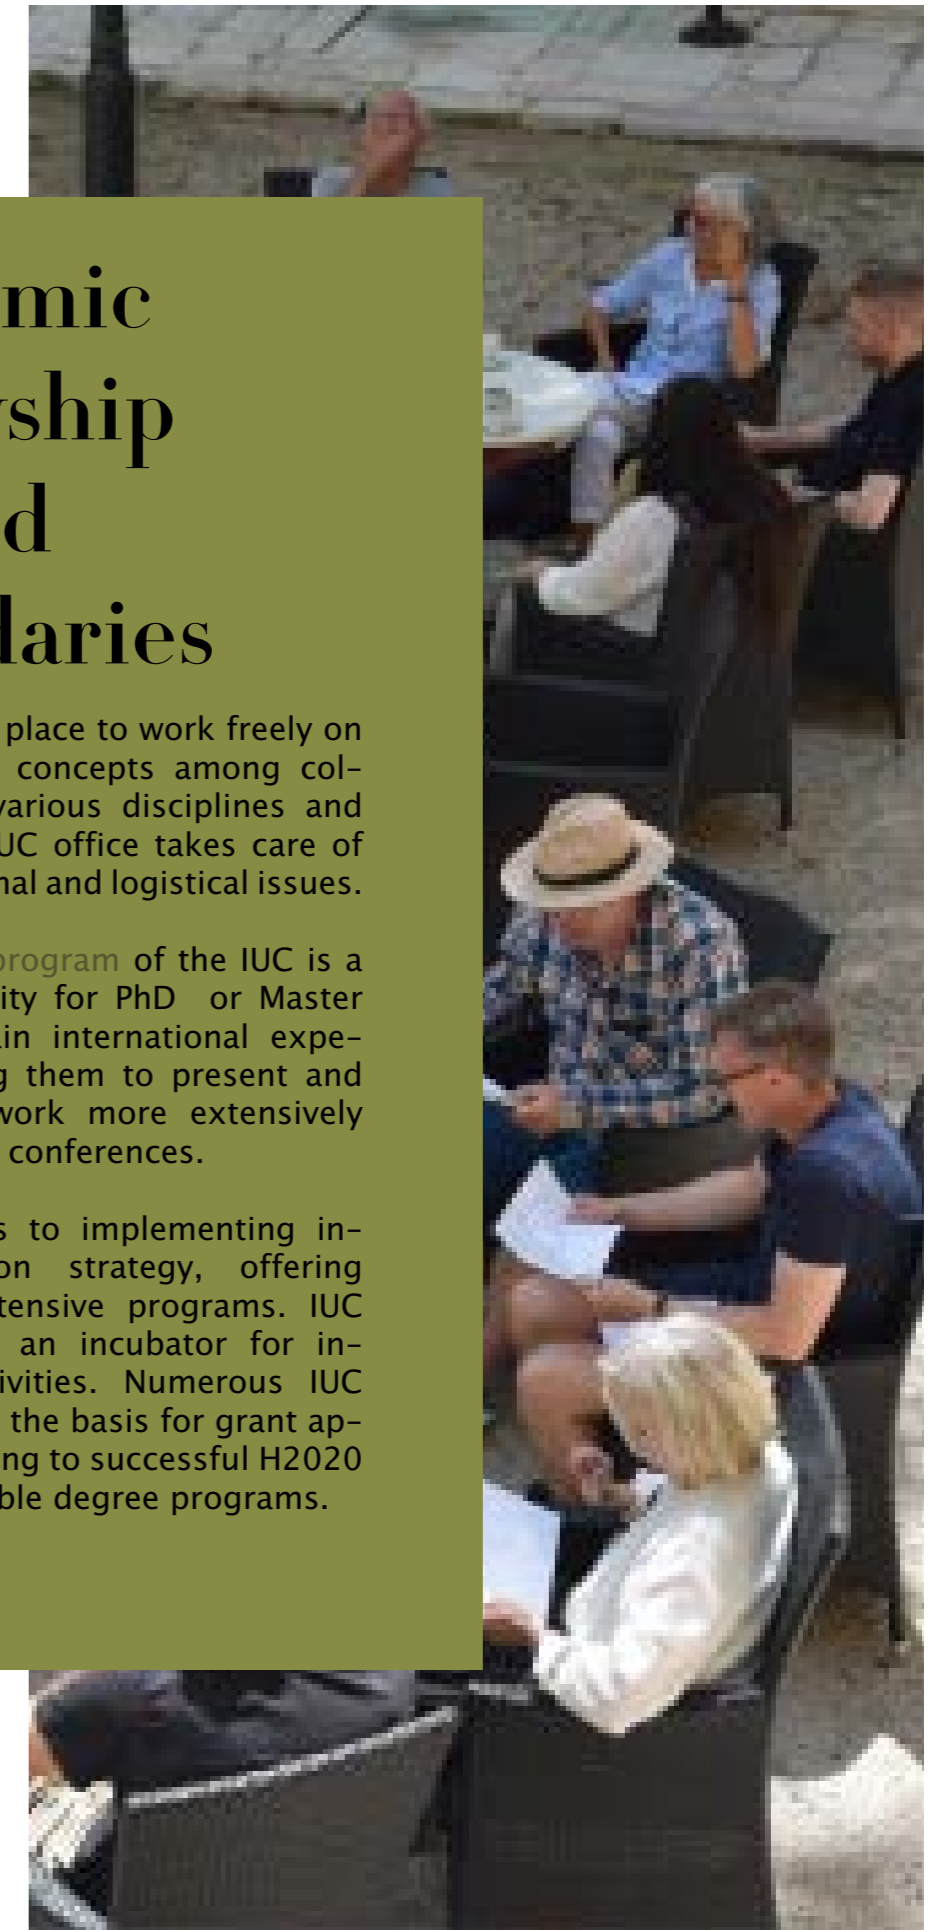 mic
ship
d
daries
place to work freely on
concepts among col-
various disciplines and
UC office takes care of
nal and logistical issues.
program of the IUC is a
ity for PhD or Master
in international expe-
g them to present and
work more extensively
conferences.
s to implementing in-
on strategy, offering
tensive programs. IUC
an incubator for in-
ivities. Numerous IUC
the basis for grant ap-
ng to successful H2020
ble degree programs.